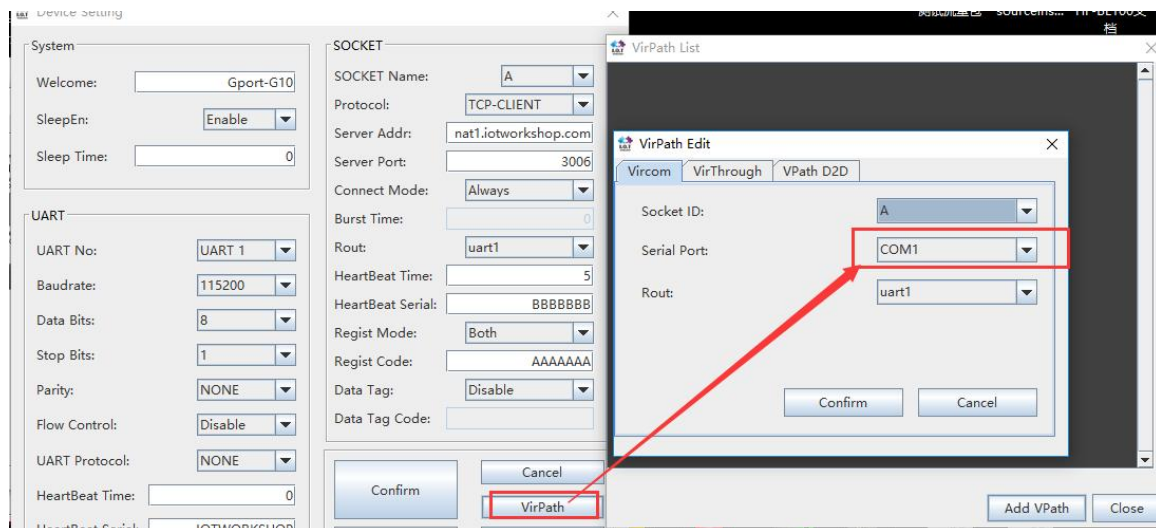 Device Setting
System
Welcome:
Gport-G10
SleepEn:
Enable
Sleep Time:
0
UART
UART No:
UART 1
Baudrate:
115200
Data Bits:
8
Stop Bits:
1
Parity:
NONE
Flow Control:
Disable
UART Protocol:
NONE
HeartBeat Time:
0
HeartBeat Serial:
IOTWORKSHOP
SOCKET
SOCKET Name:
A
Protocol:
TCP-CLIENT
Server Addr:
nat1.iotworkshop.com
Server Port:
3006
Connect Mode:
Always
Burst Time:
0
Rout:
uart1
HeartBeat Time:
5
HeartBeat Serial:
BBBBBBB
Regist Mode:
Both
Regist Code:
AAAAAAA
Data Tag:
Disable
Data Tag Code:
Confirm
Cancel
VirPath
档
VirPath List
VirPath Edit
Vircom
VirThrough
VPath D2D
Socket ID:
A
Serial Port:
COM1
Rout:
uart1
Confirm
Cancel
Add VPath
Close